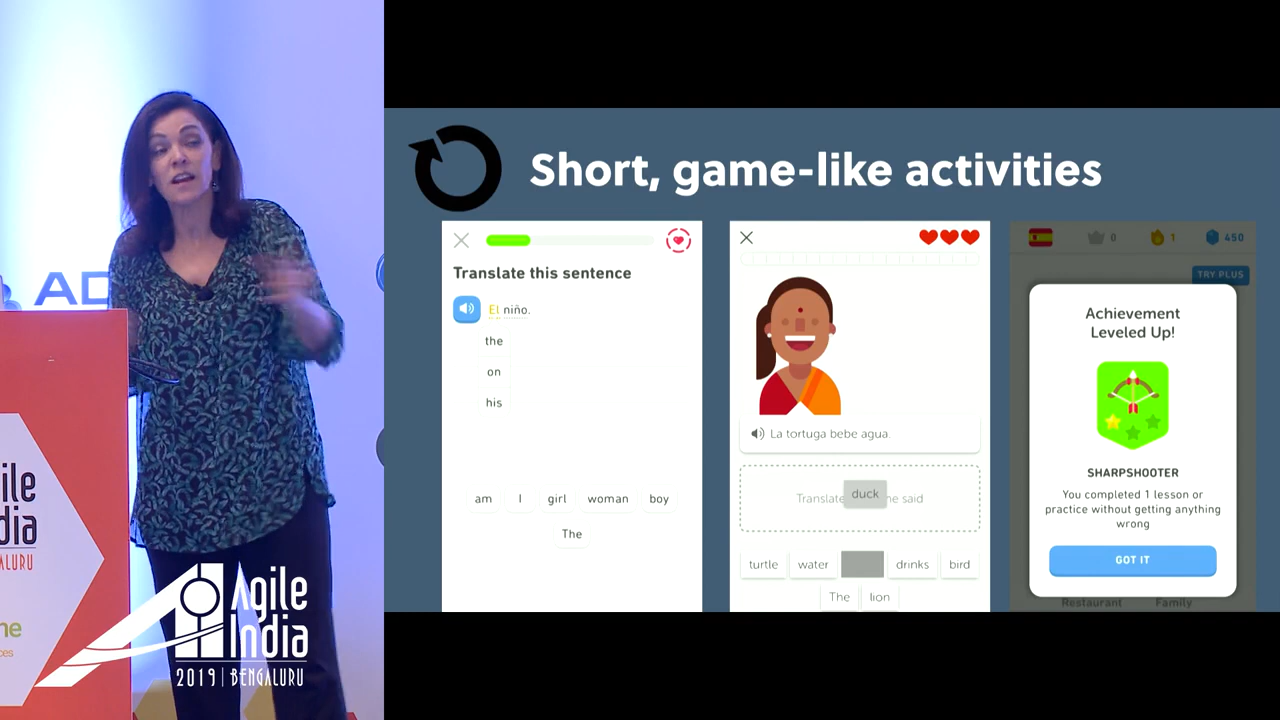 AD
ile
dia
ALURU
ne
ces
Agile
India
2019 | BENGALURU
Short, game-like activities
Translate this sentence
El niño.
the
on
his
am I girl woman boy
The
La tortuga bebe agua.
Translate duck he said
turtle water drinks bird
The lion
0 1 450
TRY PLUS
Achievement
Leveled Up!
SHARPSHOOTER
You completed 1 lesson or
practice without getting anything
wrong
GOT IT
Restaurant Family